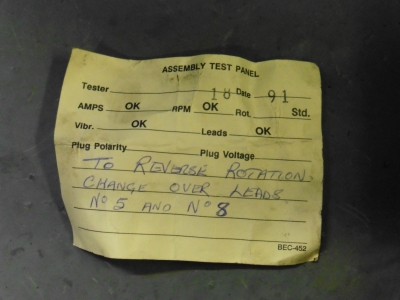 ASSEMBLY TEST PANEL
Tester 18 Date 91
AMPS OK RPM OK Rot. Std.
Vibr. OK Leads OK
Plug Polarity Plug Voltage
TO REVERSE ROTATION.
CHANGE OVER LEADS
Nº 5 AND Nº 8
BEC-452